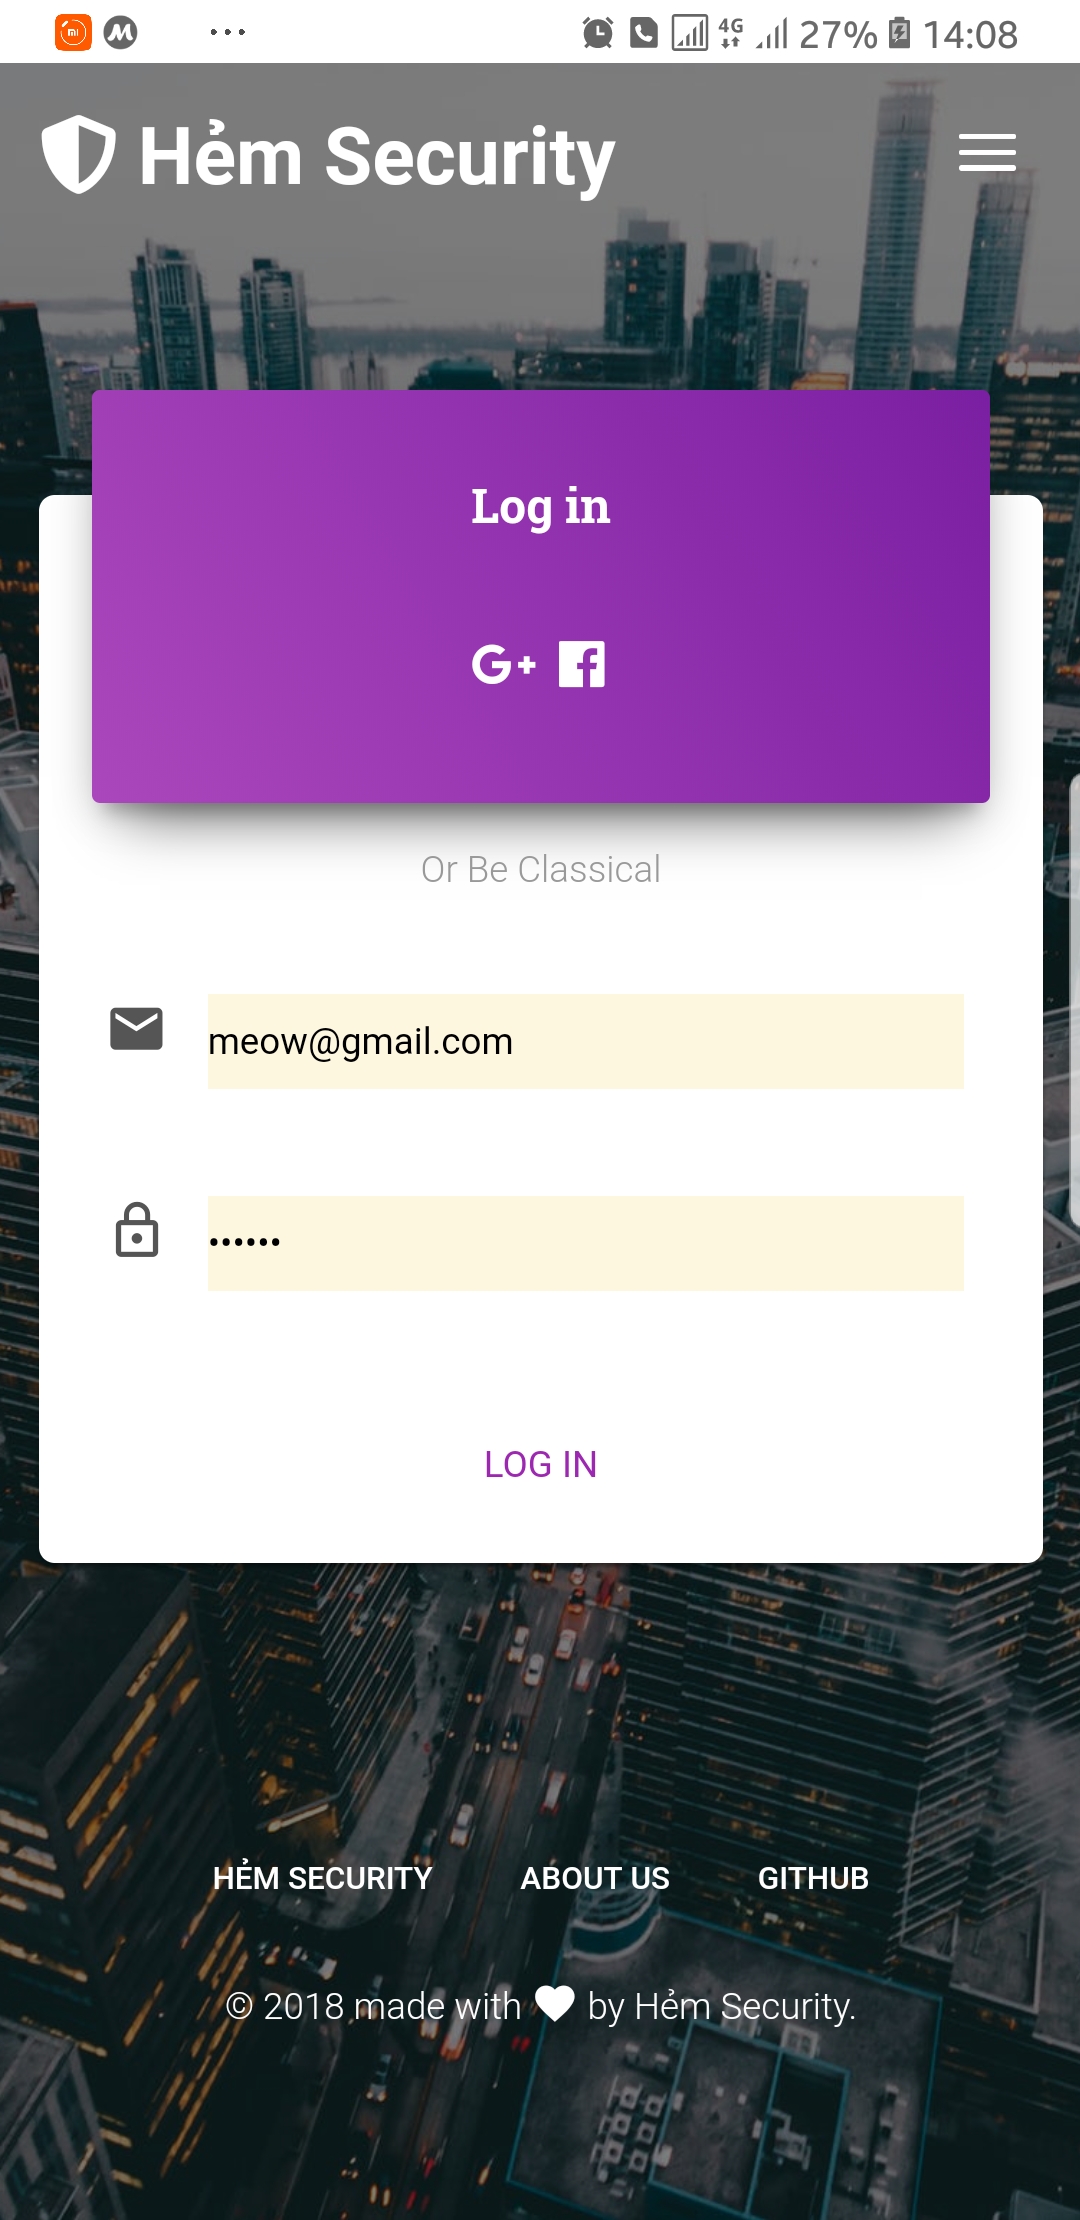 4G 27% 14:08
Hẻm Security
Log in
G+
Or Be Classical
meow@gmail.com
••••••
LOG IN
HẺM SECURITY ABOUT US GITHUB
© 2018 made with by Hẻm Security.